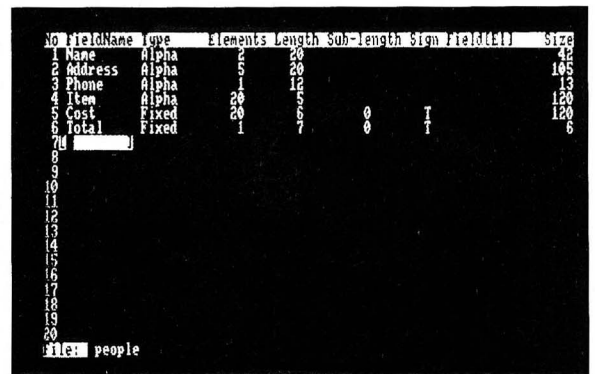 No FieldName Type Elements Length Sub-length Sign Field[El] Size
1 Name Alpha 2 20 42
2 Address Alpha 5 20 105
3 Phone Alpha 1 12 13
4 Item Alpha 20 5 120
5 Cost Fixed 20 6 0 T 120
6 Total Fixed 1 7 0 T 6
7[ ]
8
9
10
11
12
13
14
15
16
17
18
19
20
File: people